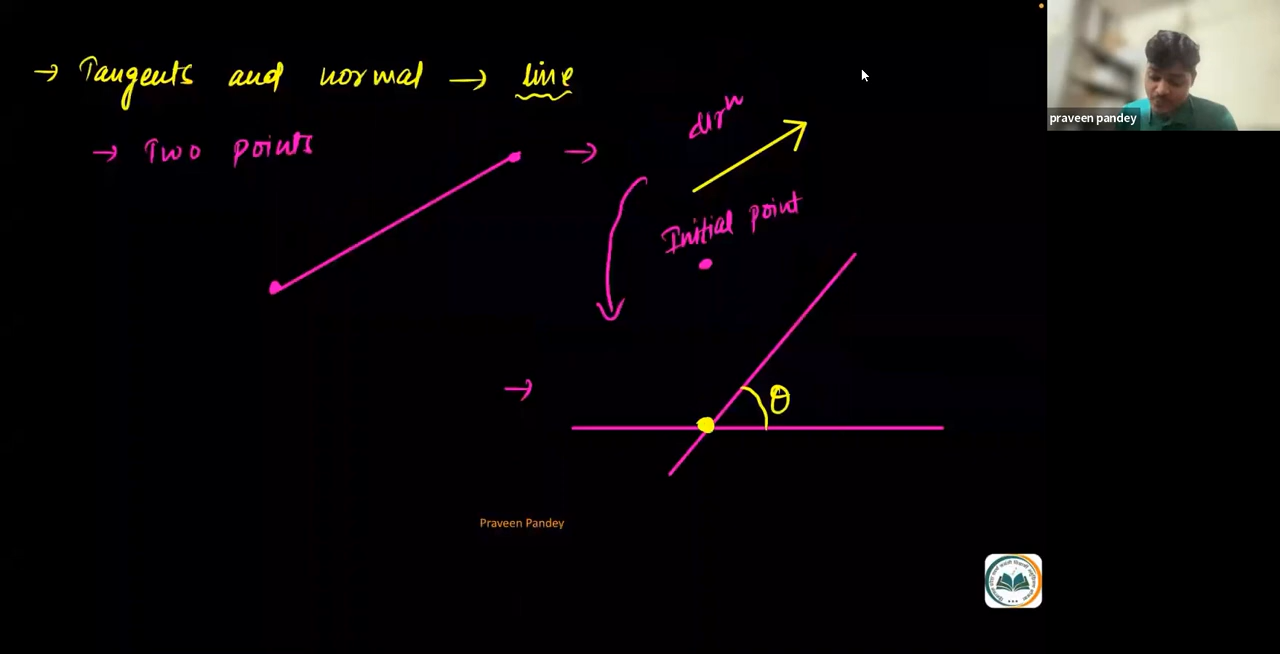 → Tangents and normal → line
→ Two points →
dirⁿ
Initial point
→
θ
praveen pandey
Praveen Pandey